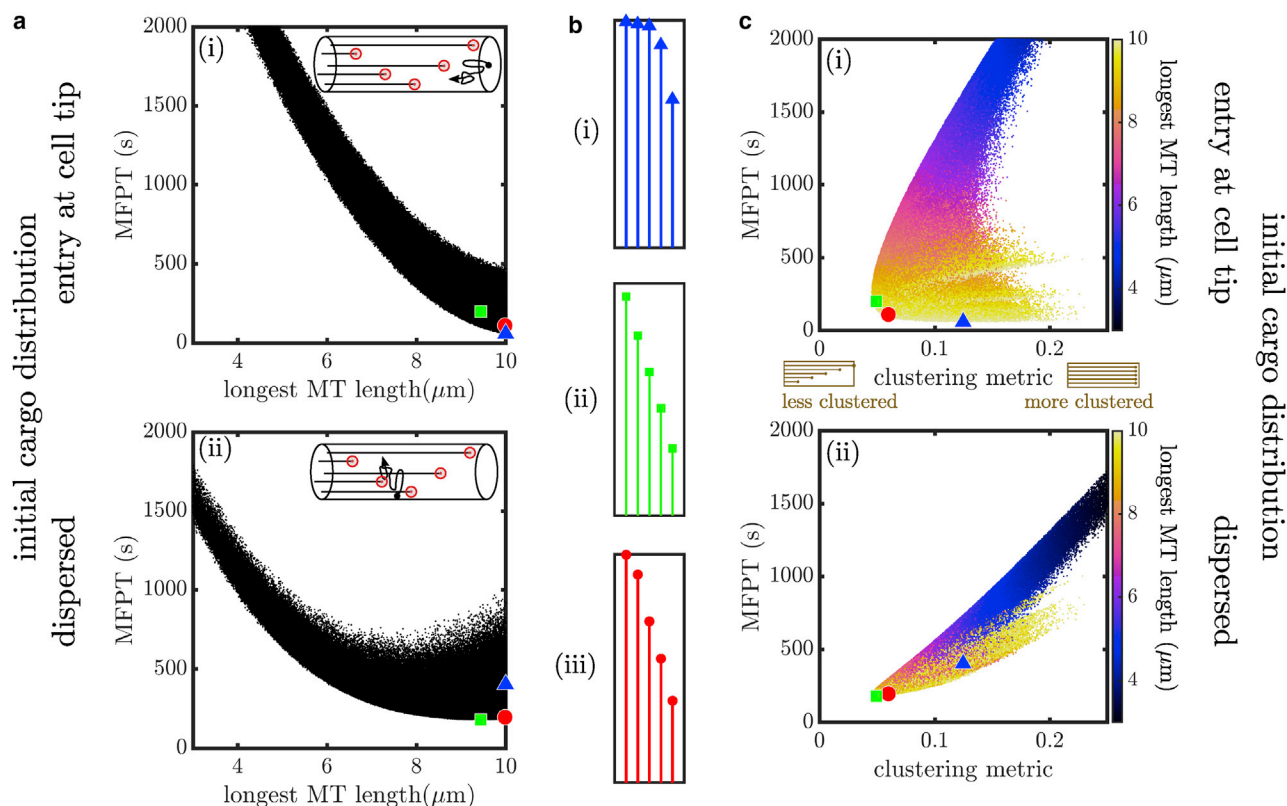 a
initial cargo distribution
entry at cell tip
dispersed
(i)
MFPT (s)
2000
1500
1000
500
0
4
6
8
10
longest MT length(μm)
(ii)
MFPT (s)
2000
1500
1000
500
0
4
6
8
10
longest MT length(μm)
b
(i)
(ii)
(iii)
c
(i)
MFPT (s)
2000
1500
1000
500
0
0
0.1
0.2
clustering metric
less clustered
more clustered
10
8
6
4
longest MT length (μm)
(ii)
MFPT (s)
2000
1500
1000
500
0
0
0.1
0.2
clustering metric
10
8
6
4
longest MT length (μm)
entry at cell tip
dispersed
initial cargo distribution